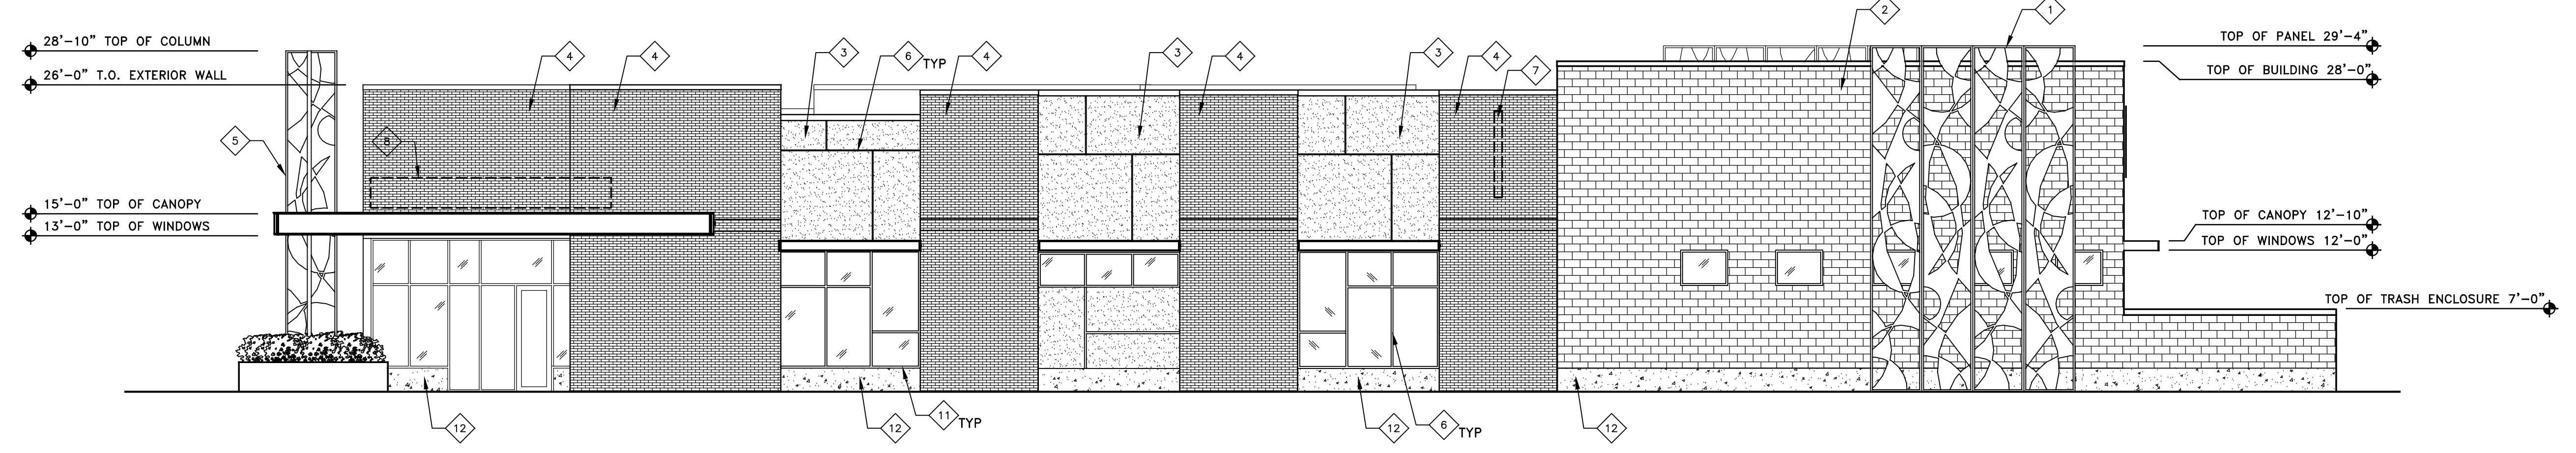 2
1
28'-10" TOP OF COLUMN
TOP OF PANEL 29'-4"
4
4
3
6 TYP
4
3
4
3
4
7
26'-0" T.O. EXTERIOR WALL
TOP OF BUILDING 28'-0"
5
8
15'-0" TOP OF CANOPY
TOP OF CANOPY 12'-10"
13'-0" TOP OF WINDOWS
TOP OF WINDOWS 12'-0"
TOP OF TRASH ENCLOSURE 7'-0"
12
12
11 TYP
12
6 TYP
12